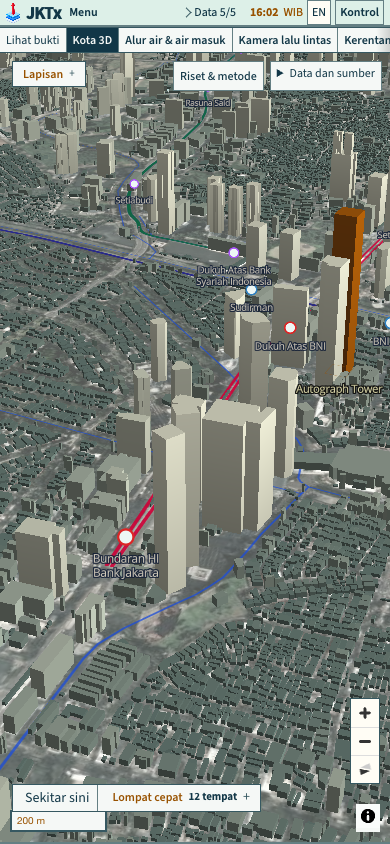 JKTx Menu Data 5/5 16:02 WIB EN Kontrol
Lihat bukti Kota 3D Alur air & air masuk Kamera lalu lintas Kerentan
Lapisan + Riset & metode Data dan sumber
Rasuna Said
Setiabudi
Dukuh Atas Bank
Syariah Indonesia
Sudirman
Dukuh Atas BNI
BNI
Autograph Tower
Bundaran HI
Bank Jakarta
+
−
Sekitar sini Lompat cepat 12 tempat +
200 m